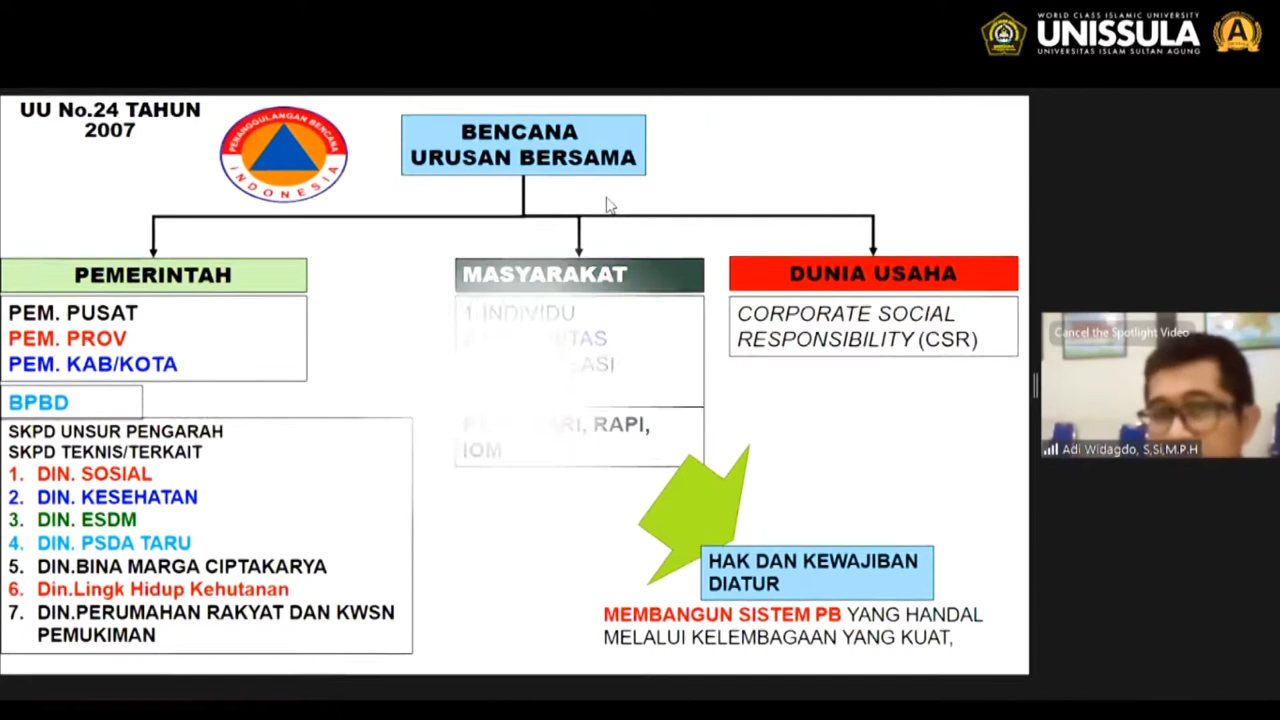 WORLD CLASS ISLAMIC UNIVERSITY
UNISSULA
UNIVERSITAS ISLAM SULTAN AGUNG
A
UU No.24 TAHUN
2007
PENANGGULANGAN BENCANA
INDONESIA
BENCANA
URUSAN BERSAMA
PEMERINTAH
PEM. PUSAT
PEM. PROV
PEM. KAB/KOTA
BPBD
SKPD UNSUR PENGARAH
SKPD TEKNIS/TERKAIT
1. DIN. SOSIAL
2. DIN. KESEHATAN
3. DIN. ESDM
4. DIN. PSDA TARU
5. DIN.BINA MARGA CIPTAKARYA
6. Din.Lingk Hidup Kehutanan
7. DIN.PERUMAHAN RAKYAT DAN KWSN
PEMUKIMAN
MASYARAKAT
1.INDIVIDU
RAPI,
IOM
DUNIA USAHA
CORPORATE SOCIAL
RESPONSIBILITY (CSR)
HAK DAN KEWAJIBAN
DIATUR
MEMBANGUN SISTEM PB YANG HANDAL
MELALUI KELEMBAGAAN YANG KUAT,
Cancel the Spotlight Video
Adi Widagdo, S,Si,M.P.H